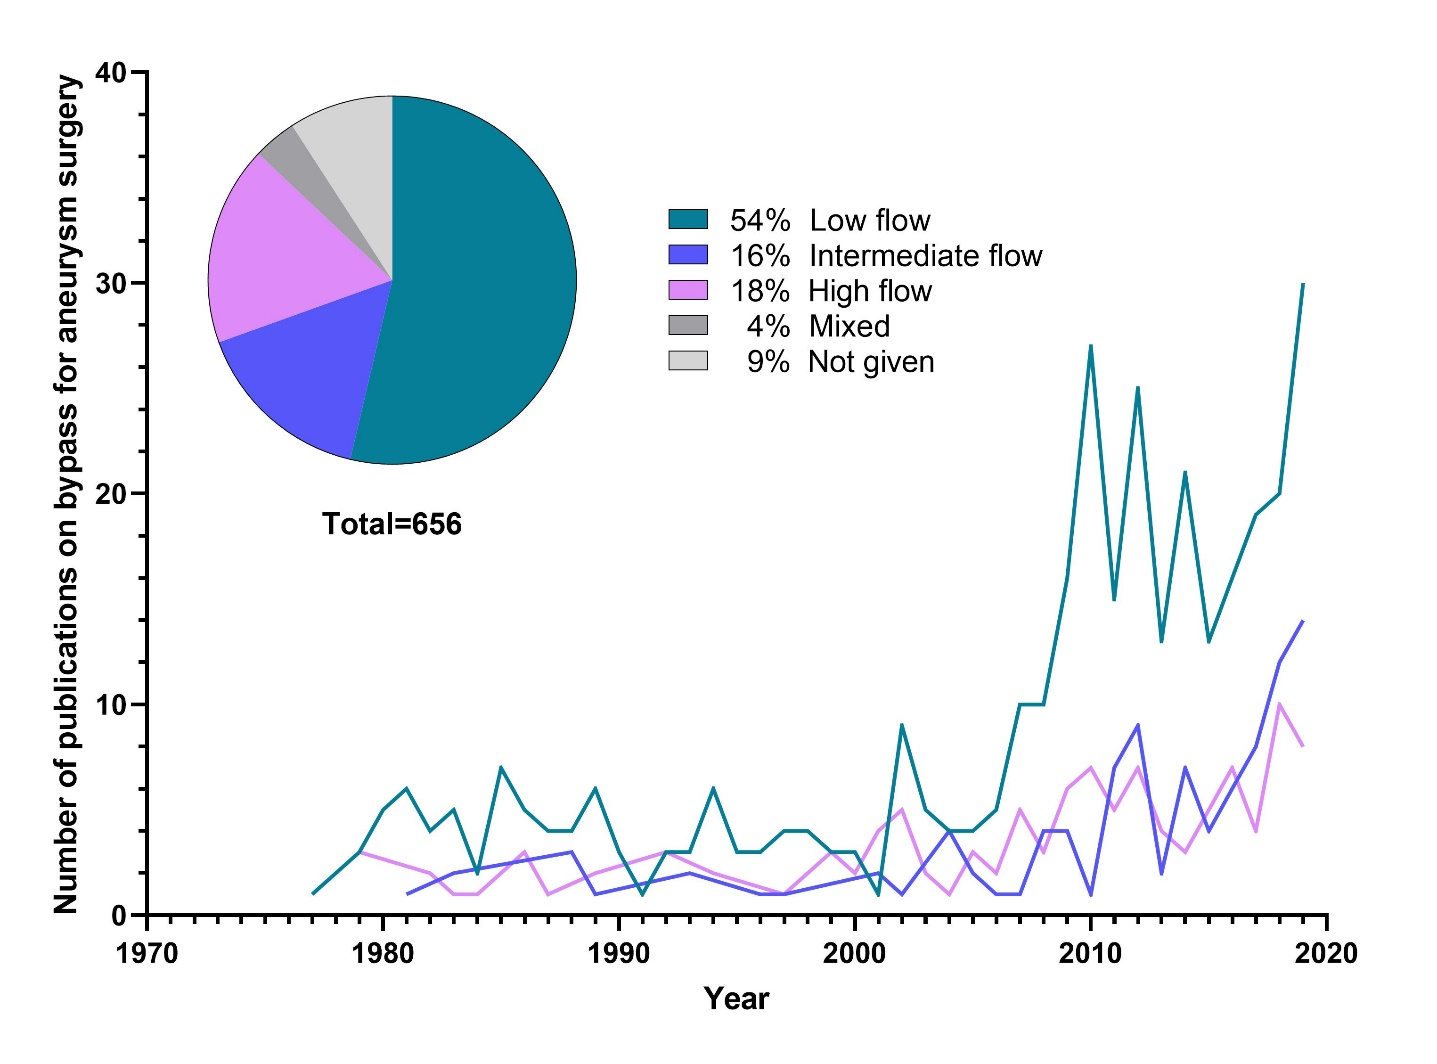 Number of publications on bypass for aneurysm surgery
40
30
20
10
0
54% Low flow
16% Intermediate flow
18% High flow
4% Mixed
9% Not given
Total=656
1970 1980 1990 2000 2010 2020
Year